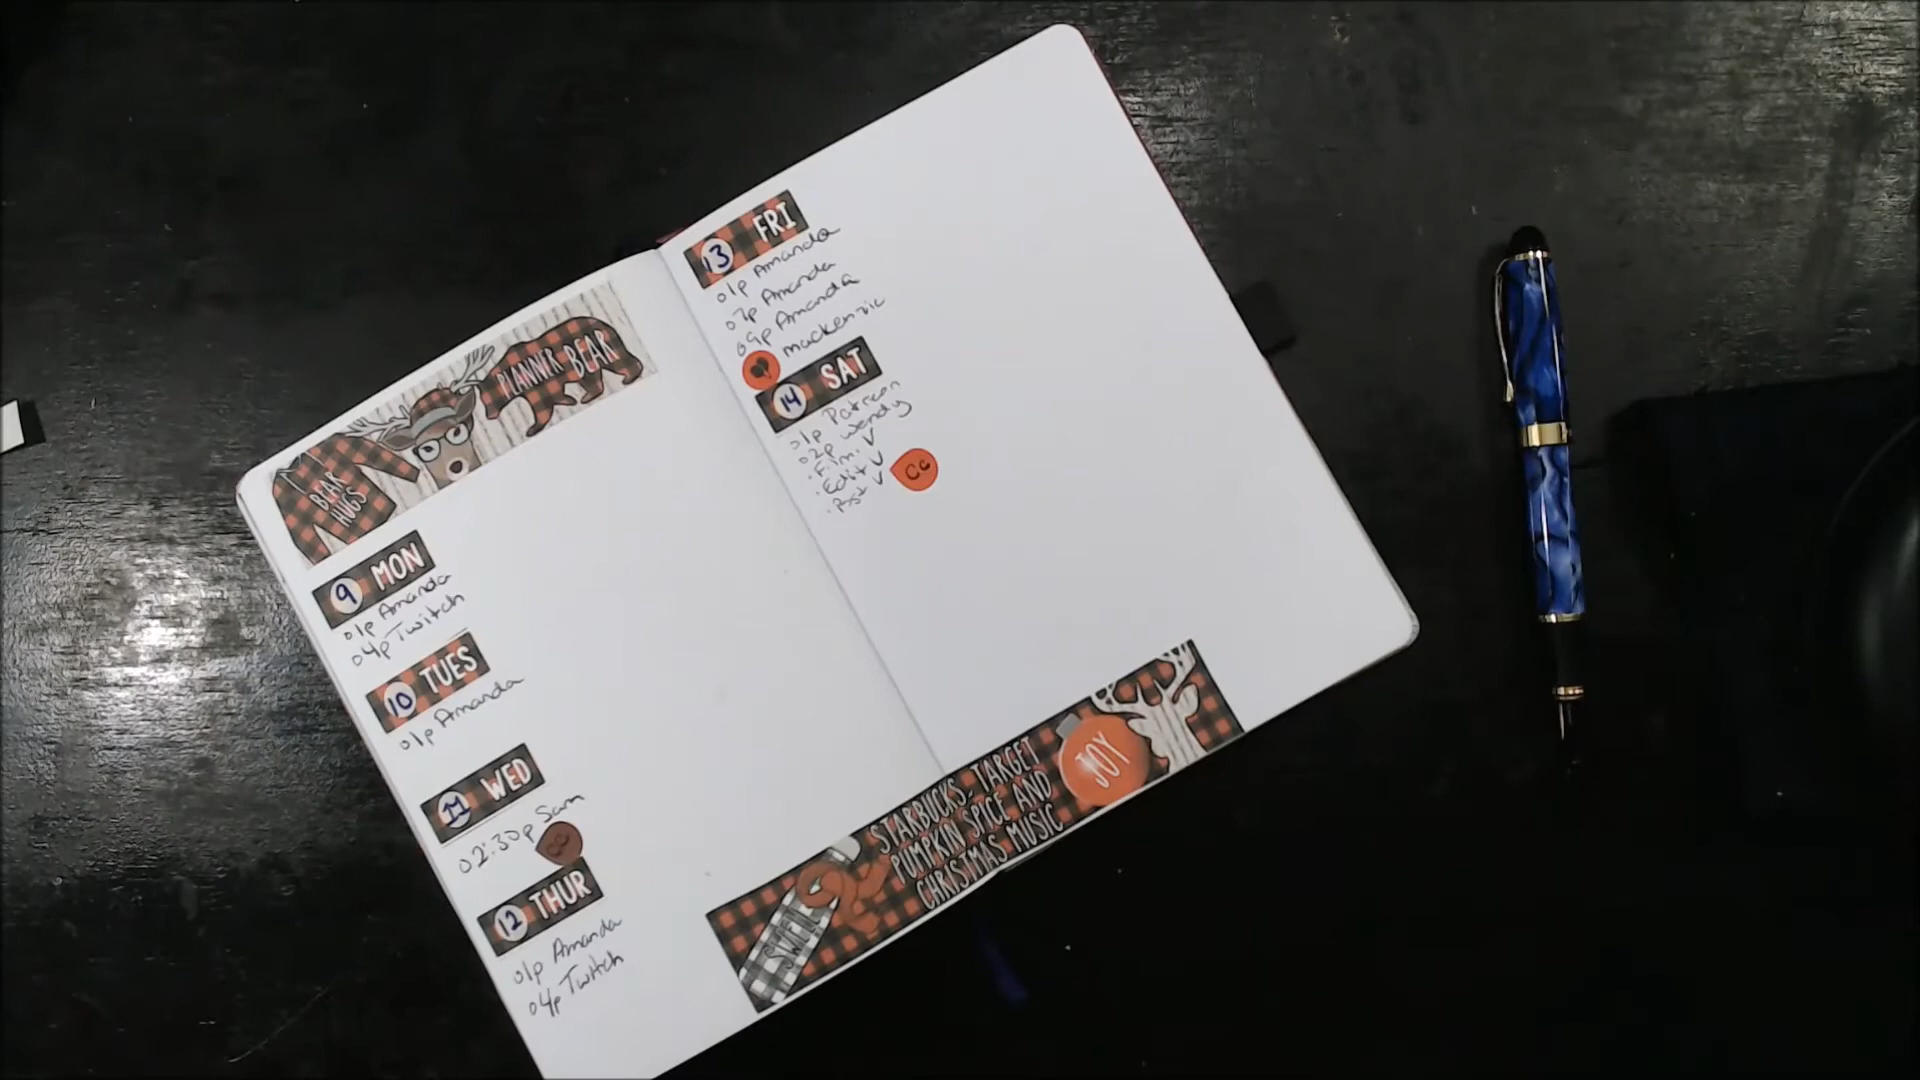 PLANNER BEAR
BEAR
HUGS
9 MON
01p Amanda
04p Twitch
10 TUES
01p Amanda
11 WED
02:30p Sam
CC
12 THUR
01p Amanda
04p Twitch
13 FRI
01p Amanda
07p Amanda
09p Amanda
Mackenzie
14 SAT
01p Patreon
02p Wendy
. Film V
. Edit V
. Post V
CC
STARBUCKS, TARGET
PUMPKIN SPICE AND
CHRISTMAS MUSIC
JOY